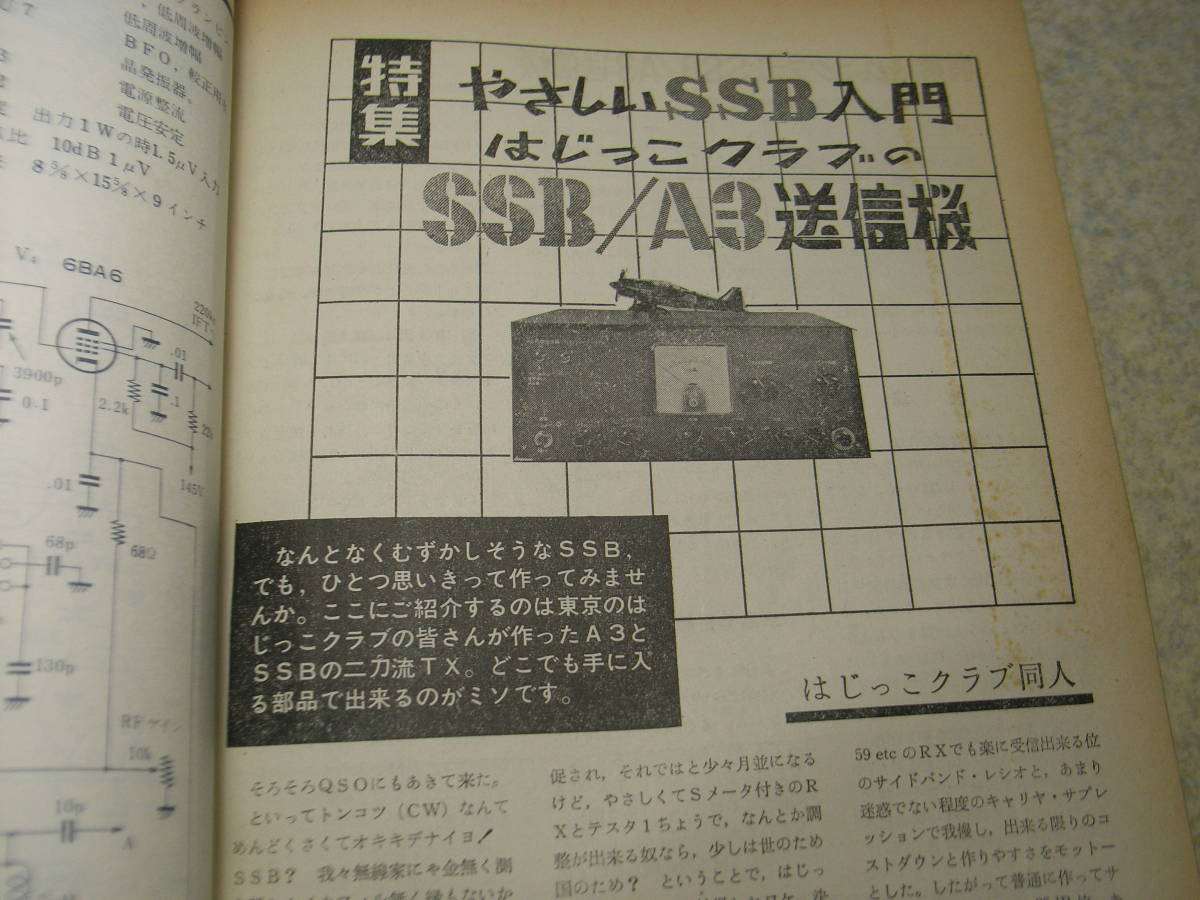 UT
，低周波増幅
低周波増幅
BFO，較正用水
晶発振器。
電源整流
電圧安定
出力1Wの時1.5μV入力
比 10dB 1μV
8⅝×15⅝×9インチ
V₄ 6BA6
IFT
.01
3900p
0.1
2.2k
.1
.01
145V
68p
68Ω
130p
RFゲイン
10k
10p
A
特集
やさしいSSB入門
はじっこクラブの
SSB/A3送信機
なんとなくむずかしそうなSSB，
でも，ひとつ思いきって作ってみませ
んか。ここにご紹介するのは東京のは
じっこクラブの皆さんが作ったA3と
SSBの二刀流TX。どこでも手に入
る部品で出来るのがミソです。
はじっこクラブ同人
そろそろQSOにもあきて来た。
といってトンコツ（CW）なんて
めんどくさくてオキキデナイヨ！
SSB？ 我々無線家にゃ金無く測
促され，それではと少々月並になる
けど，やさしくてSメータ付きのR
Xとテスタ1ちょうで，なんとか調
整が出来る奴なら，少しは世のため
国のため？ ということで，はじっ
59 etcのRXでも楽に受信出来る位
のサイドバンド・レシオと，あまり
迷惑でない程度のキャリヤ・サプレ
ッションで我慢し，出来る限りのコ
ストダウンと作りやすさをモットー
とした。したがって普通に作ってサ